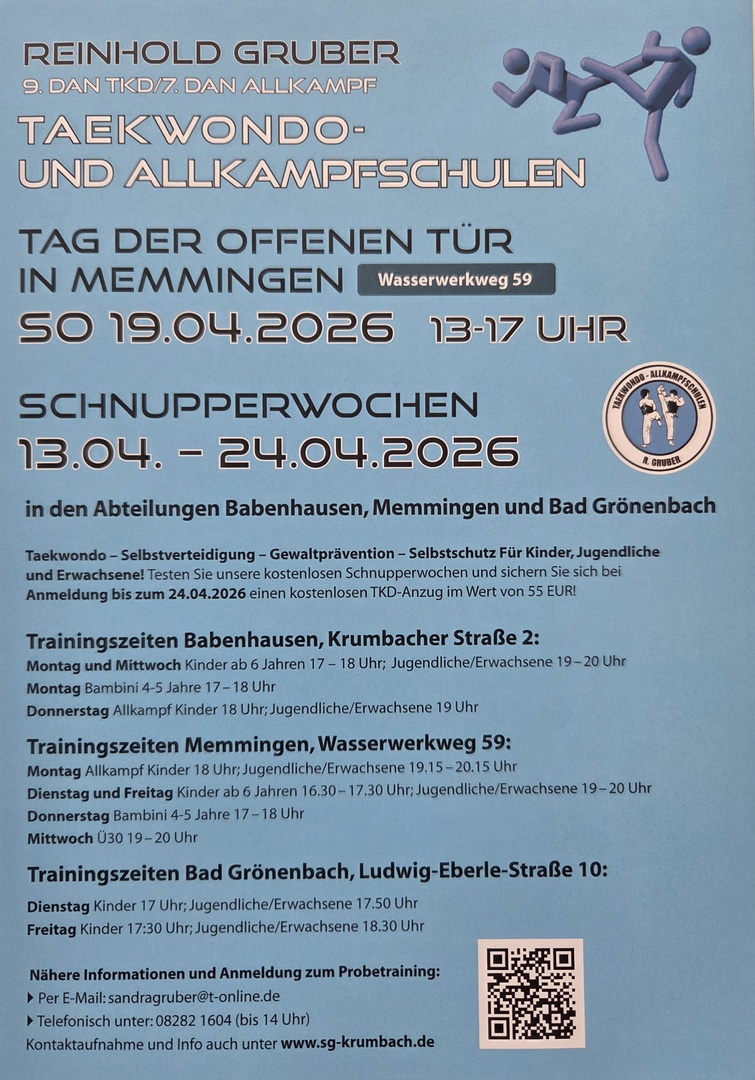 REINHOLD GRUBER
9. DAN TKD/7. DAN ALLKAMPF
TAEKWONDO-
UND ALLKAMPFSCHULEN
TAG DER OFFENEN TÜR
IN MEMMINGEN Wasserwerkweg 59
SO 19.04.2026 13-17 UHR
SCHNUPPERWOCHEN
13.04. – 24.04.2026
TAEKWONDO - ALLKAMPFSCHULEN
R. GRUBER
in den Abteilungen Babenhausen, Memmingen und Bad Grönenbach
Taekwondo – Selbstverteidigung – Gewaltprävention – Selbstschutz Für Kinder, Jugendliche
und Erwachsene! Testen Sie unsere kostenlosen Schnupperwochen und sichern Sie sich bei
Anmeldung bis zum 24.04.2026 einen kostenlosen TKD-Anzug im Wert von 55 EUR!
Trainingszeiten Babenhausen, Krumbacher Straße 2:
Montag und Mittwoch Kinder ab 6 Jahren 17 – 18 Uhr; Jugendliche/Erwachsene 19 – 20 Uhr
Montag Bambini 4-5 Jahre 17 – 18 Uhr
Donnerstag Allkampf Kinder 18 Uhr; Jugendliche/Erwachsene 19 Uhr
Trainingszeiten Memmingen, Wasserwerkweg 59:
Montag Allkampf Kinder 18 Uhr; Jugendliche/Erwachsene 19.15 – 20.15 Uhr
Dienstag und Freitag Kinder ab 6 Jahren 16.30 – 17.30 Uhr; Jugendliche/Erwachsene 19 – 20 Uhr
Donnerstag Bambini 4-5 Jahre 17 – 18 Uhr
Mittwoch Ü30 19 – 20 Uhr
Trainingszeiten Bad Grönenbach, Ludwig-Eberle-Straße 10:
Dienstag Kinder 17 Uhr; Jugendliche/Erwachsene 17.50 Uhr
Freitag Kinder 17:30 Uhr; Jugendliche/Erwachsene 18.30 Uhr
Nähere Informationen und Anmeldung zum Probetraining:
Per E-Mail: sandragruber@t-online.de
Telefonisch unter: 08282 1604 (bis 14 Uhr)
Kontaktaufnahme und Info auch unter www.sg-krumbach.de